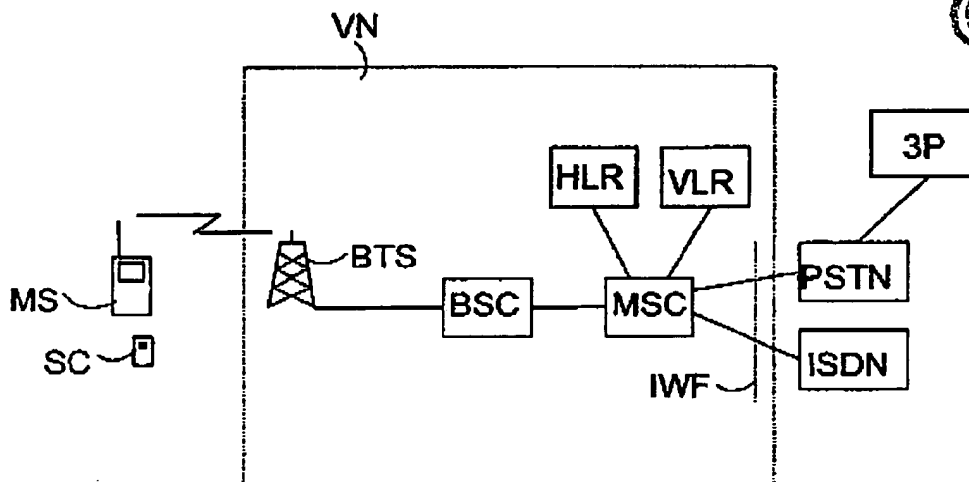 VN
3P
HLR
VLR
BTS
MS
BSC
MSC
PSTN
SC
IWF
ISDN